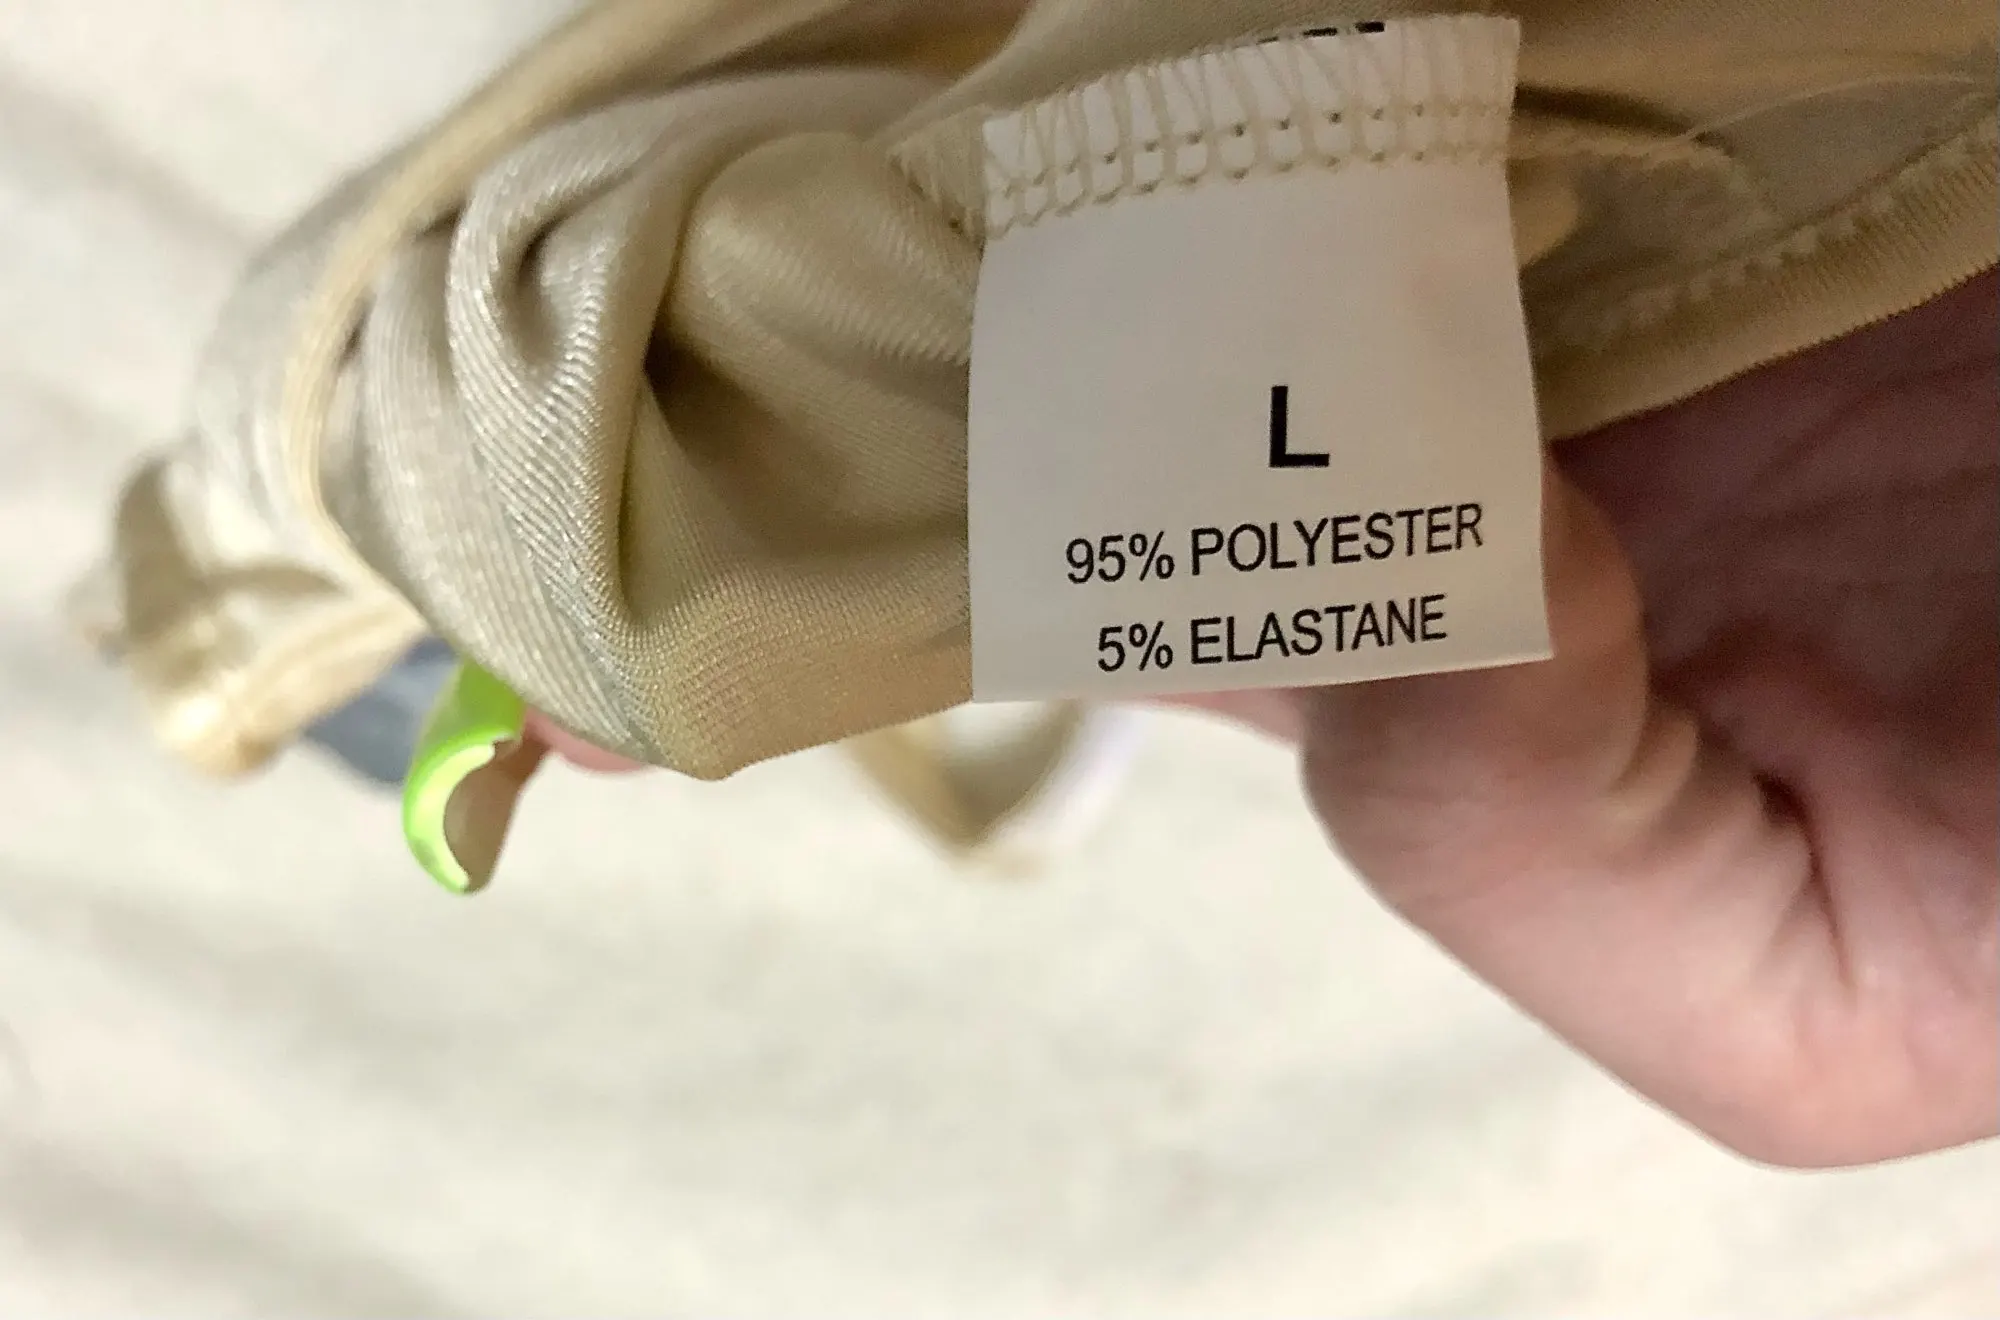 L
95% POLYESTER
5% ELASTANE